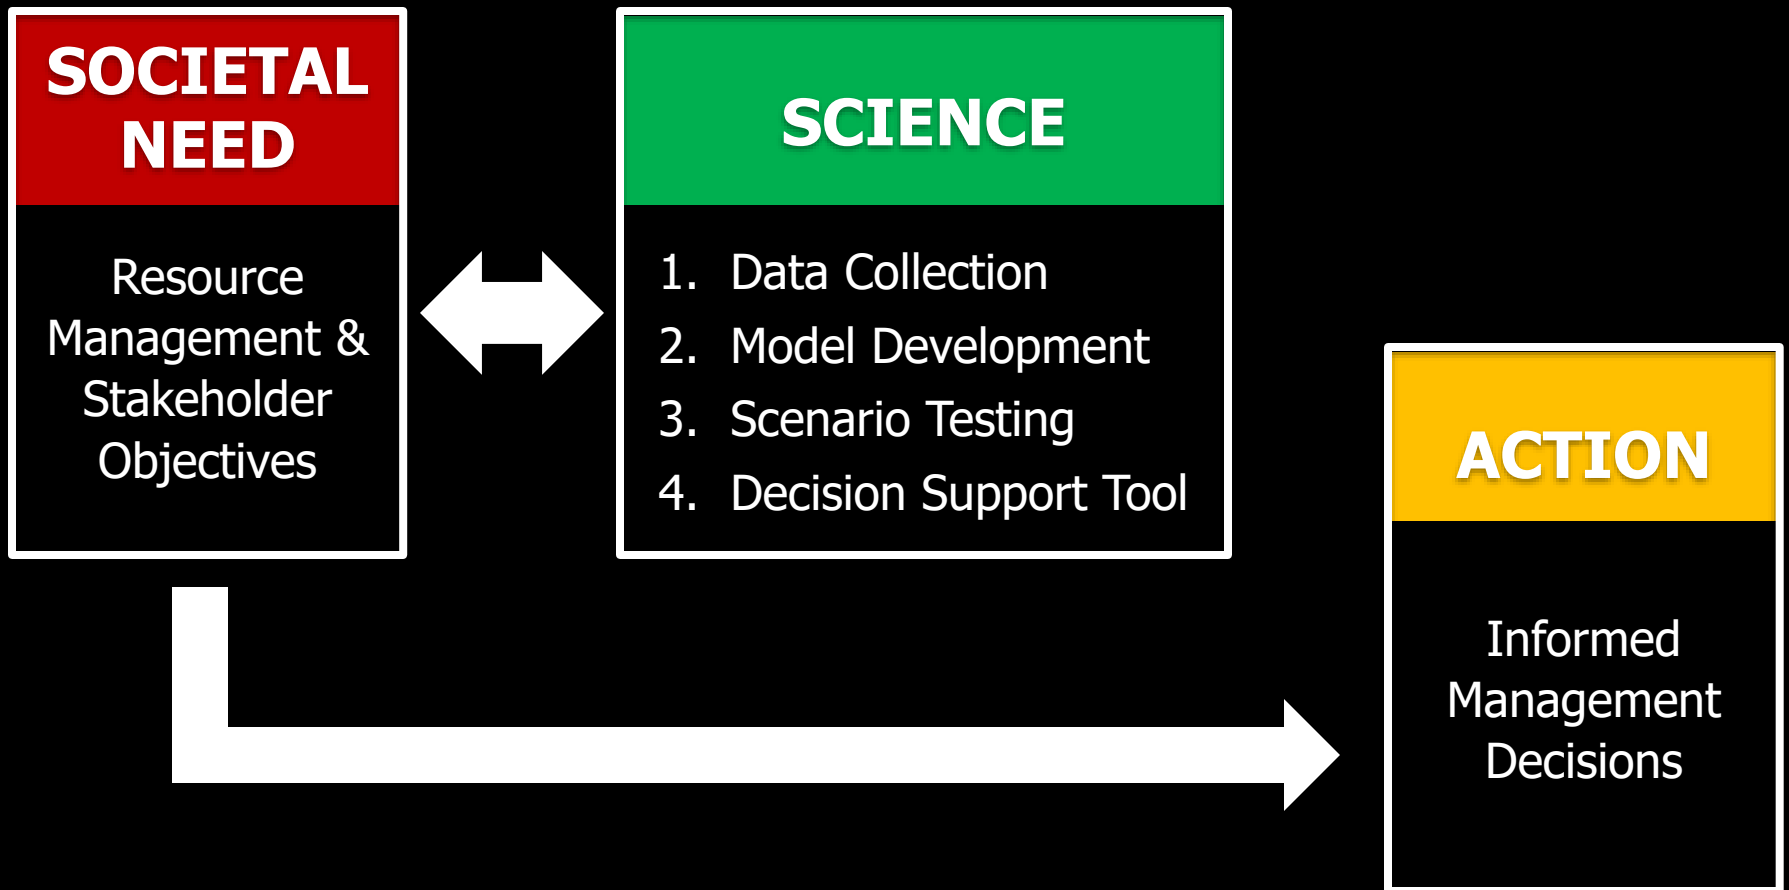 SOCIETAL
NEED
Resource
Management &
Stakeholder
Objectives
SCIENCE
1. Data Collection
2. Model Development
3. Scenario Testing
4. Decision Support Tool
ACTION
Informed
Management
Decisions